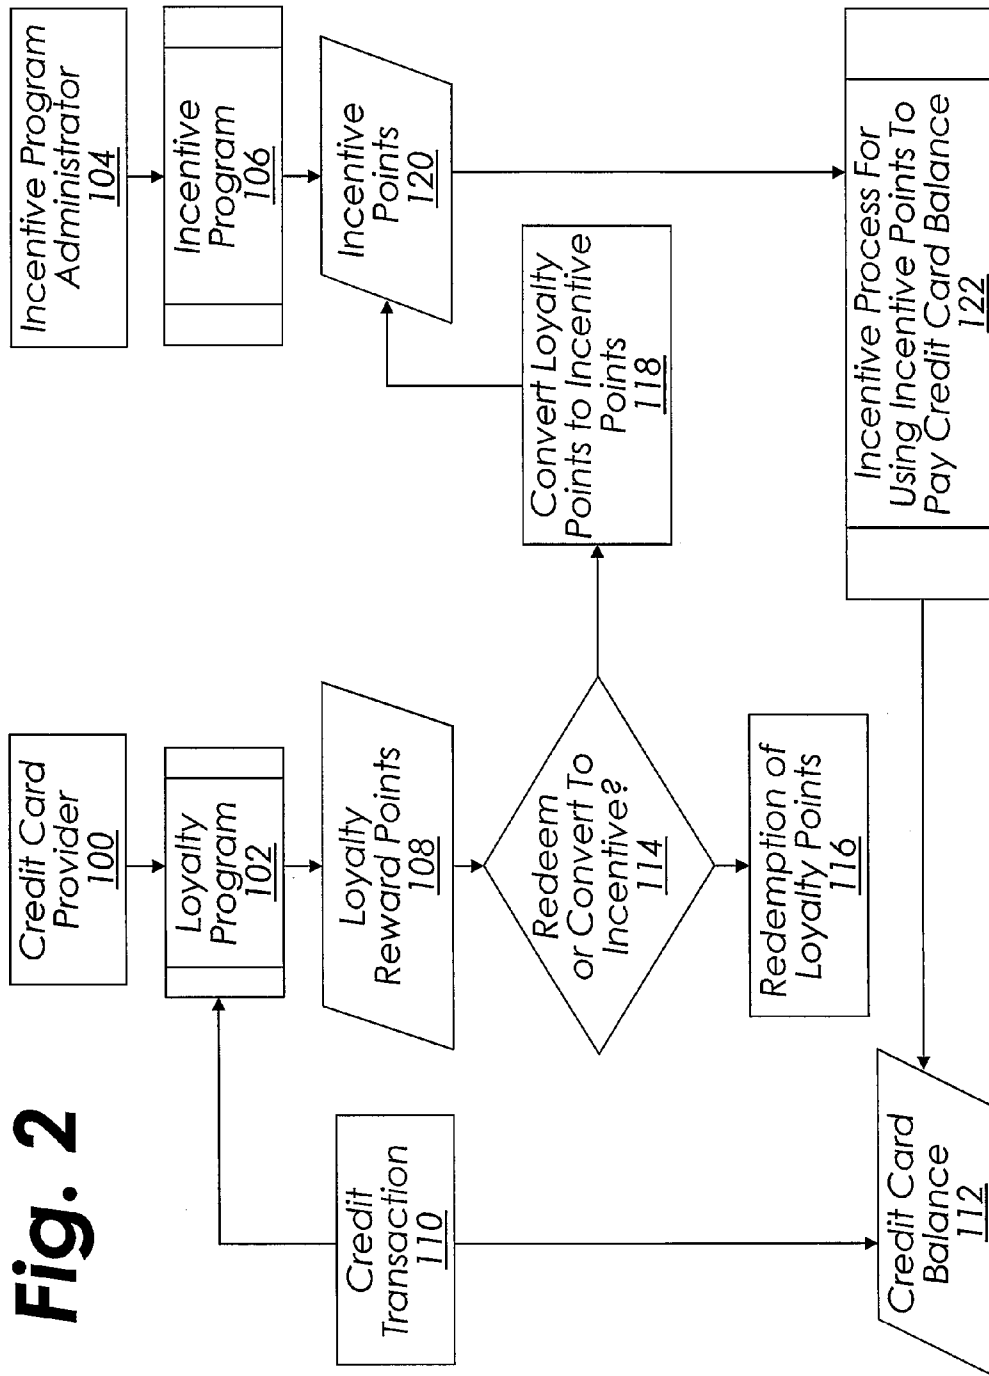 Fig. 2
Credit Card
Provider
100
Incentive Program
Administrator
104
Loyalty
Program
102
Incentive
Program
106
Credit
Transaction
110
Loyalty
Reward Points
108
Incentive
Points
120
Redeem
or Convert To
Incentive?
114
Convert Loyalty
Points to Incentive
Points
118
Redemption of
Loyalty Points
116
Credit Card
Balance
112
Incentive Process For
Using Incentive Points To
Pay Credit Card Balance
122